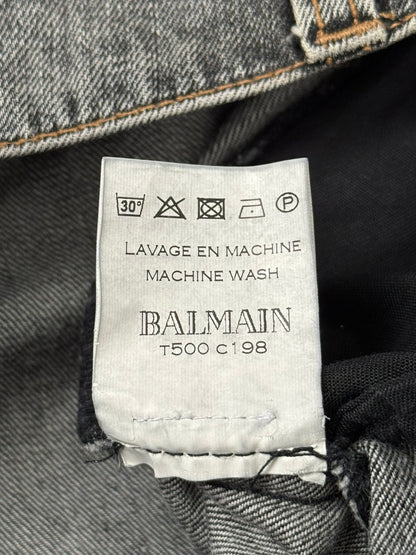 30° P
LAVAGE EN MACHINE
MACHINE WASH
BALMAIN
T500 C198